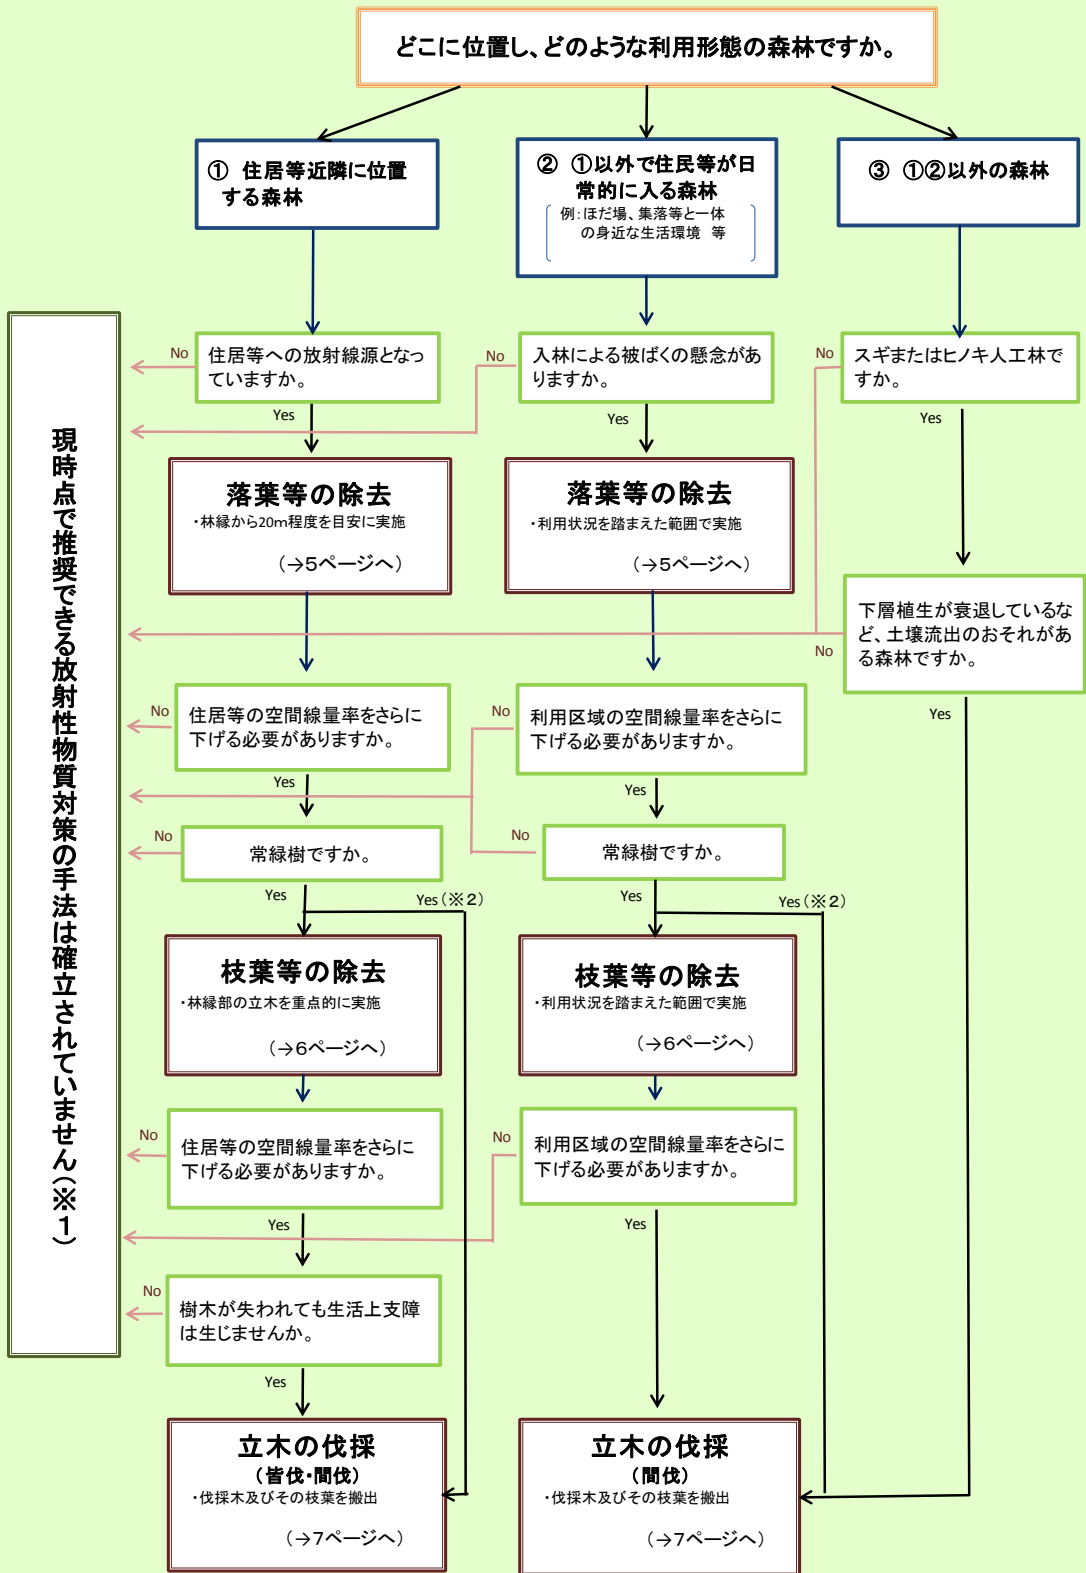 どこに位置し、どのような利用形態の森林ですか。
① 住居等近隣に位置
する森林
② ①以外で住民等が日
常的に入る森林
例：ほだ場、集落等と一体
の身近な生活環境 等
③ ①②以外の森林
現時点で推奨できる放射性物質対策の手法は確立されていません（※１）
No
住居等への放射線源となっ
ていますか。
Yes
No
入林による被ばくの懸念があ
りますか。
Yes
No
スギまたはヒノキ人工林で
すか。
Yes
落葉等の除去
・林縁から20m程度を目安に実施
（→5ページへ）
落葉等の除去
・利用状況を踏まえた範囲で実施
（→5ページへ）
下層植生が衰退しているな
ど、土壌流出のおそれがあ
る森林ですか。
No
Yes
No
住居等の空間線量率をさらに
下げる必要がありますか。
Yes
No
利用区域の空間線量率をさらに
下げる必要がありますか。
Yes
No
常緑樹ですか。
Yes
Yes（※２）
No
常緑樹ですか。
Yes
Yes（※２）
枝葉等の除去
・林縁部の立木を重点的に実施
（→6ページへ）
枝葉等の除去
・利用状況を踏まえた範囲で実施
（→6ページへ）
No
住居等の空間線量率をさらに
下げる必要がありますか。
Yes
No
利用区域の空間線量率をさらに
下げる必要がありますか。
Yes
No
樹木が失われても生活上支障
は生じませんか。
Yes
立木の伐採
（皆伐・間伐）
・伐採木及びその枝葉を搬出
（→7ページへ）
立木の伐採
（間伐）
・伐採木及びその枝葉を搬出
（→7ページへ）